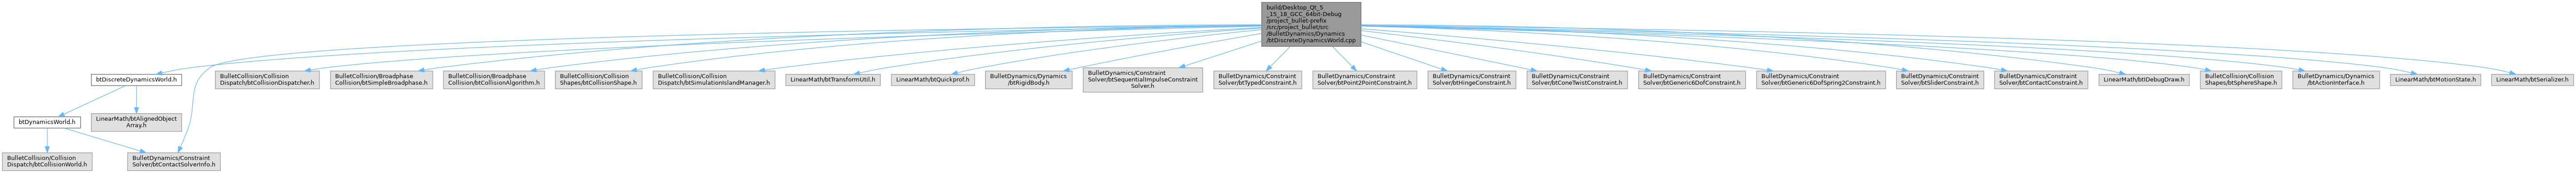 build/Desktop_Qt_5
_15_18_GCC_64bit-Debug
/project_bullet-prefix
/src/project_bullet/src
/BulletDynamics/Dynamics
/btDiscreteDynamicsWorld.cpp
btDiscreteDynamicsWorld.h
BulletCollision/Collision
Dispatch/btCollisionDispatcher.h
BulletCollision/Broadphase
Collision/btSimpleBroadphase.h
BulletCollision/Broadphase
Collision/btCollisionAlgorithm.h
BulletCollision/Collision
Shapes/btCollisionShape.h
BulletCollision/Collision
Dispatch/btSimulationIslandManager.h
LinearMath/btTransformUtil.h
LinearMath/btQuickprof.h
BulletDynamics/Dynamics
/btRigidBody.h
BulletDynamics/Constraint
Solver/btSequentialImpulseConstraint
Solver.h
BulletDynamics/Constraint
Solver/btTypedConstraint.h
BulletDynamics/Constraint
Solver/btPoint2PointConstraint.h
BulletDynamics/Constraint
Solver/btHingeConstraint.h
BulletDynamics/Constraint
Solver/btConeTwistConstraint.h
BulletDynamics/Constraint
Solver/btGeneric6DofConstraint.h
BulletDynamics/Constraint
Solver/btGeneric6DofSpring2Constraint.h
BulletDynamics/Constraint
Solver/btSliderConstraint.h
BulletDynamics/Constraint
Solver/btContactConstraint.h
LinearMath/btIDebugDraw.h
BulletCollision/Collision
Shapes/btSphereShape.h
BulletDynamics/Dynamics
/btActionInterface.h
LinearMath/btMotionState.h
LinearMath/btSerializer.h
btDynamicsWorld.h
LinearMath/btAlignedObject
Array.h
BulletCollision/Collision
Dispatch/btCollisionWorld.h
BulletDynamics/Constraint
Solver/btContactSolverInfo.h